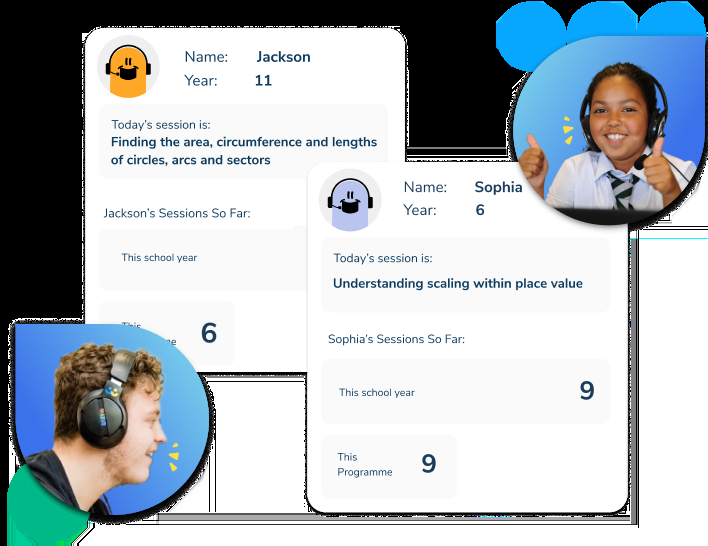 Name: Jackson
Year: 11
Today's session is:
Finding the area, circumference and lengths
of circles, arcs and sectors
Jackson's Sessions So Far:
This school year
This
6
Name: Sophia
Year: 6
Today's session is:
Understanding scaling within place value
Sophia's Sessions So Far:
This school year 9
This
Programme 9